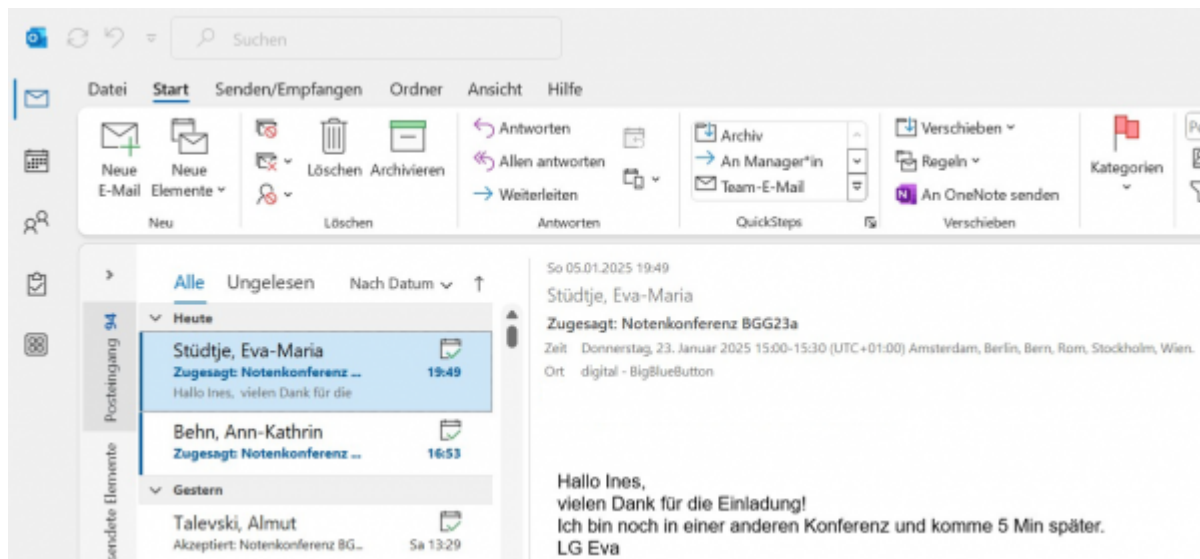 Suchen
Datei Start Senden/Empfangen Ordner Ansicht Hilfe
Neue E-Mail
Neue Elemente
Neu
Löschen Archivieren
Löschen
Antworten
Allen antworten
Weiterleiten
Antworten
Archiv
An Manager*in
Team-E-Mail
QuickSteps
Verschieben
Regeln
An OneNote senden
Verschieben
Kategorien
Posteingang 94
Alle Ungelesen Nach Datum
Heute
Stüdtje, Eva-Maria
Zugesagt: Notenkonferenz ... 19:49
Hallo Ines, vielen Dank für die
Behn, Ann-Kathrin
Zugesagt: Notenkonferenz ... 16:53
Gestern
Talevski, Almut
Akzeptiert: Notenkonferenz BG... Sa 13:29
So 05.01.2025 19:49
Stüdtje, Eva-Maria
Zugesagt: Notenkonferenz BGG23a
Zeit Donnerstag, 23. Januar 2025 15:00-15:30 (UTC+01:00) Amsterdam, Berlin, Bern, Rom, Stockholm, Wien.
Ort digital - BigBlueButton
Hallo Ines,
vielen Dank für die Einladung!
Ich bin noch in einer anderen Konferenz und komme 5 Min später.
LG Eva